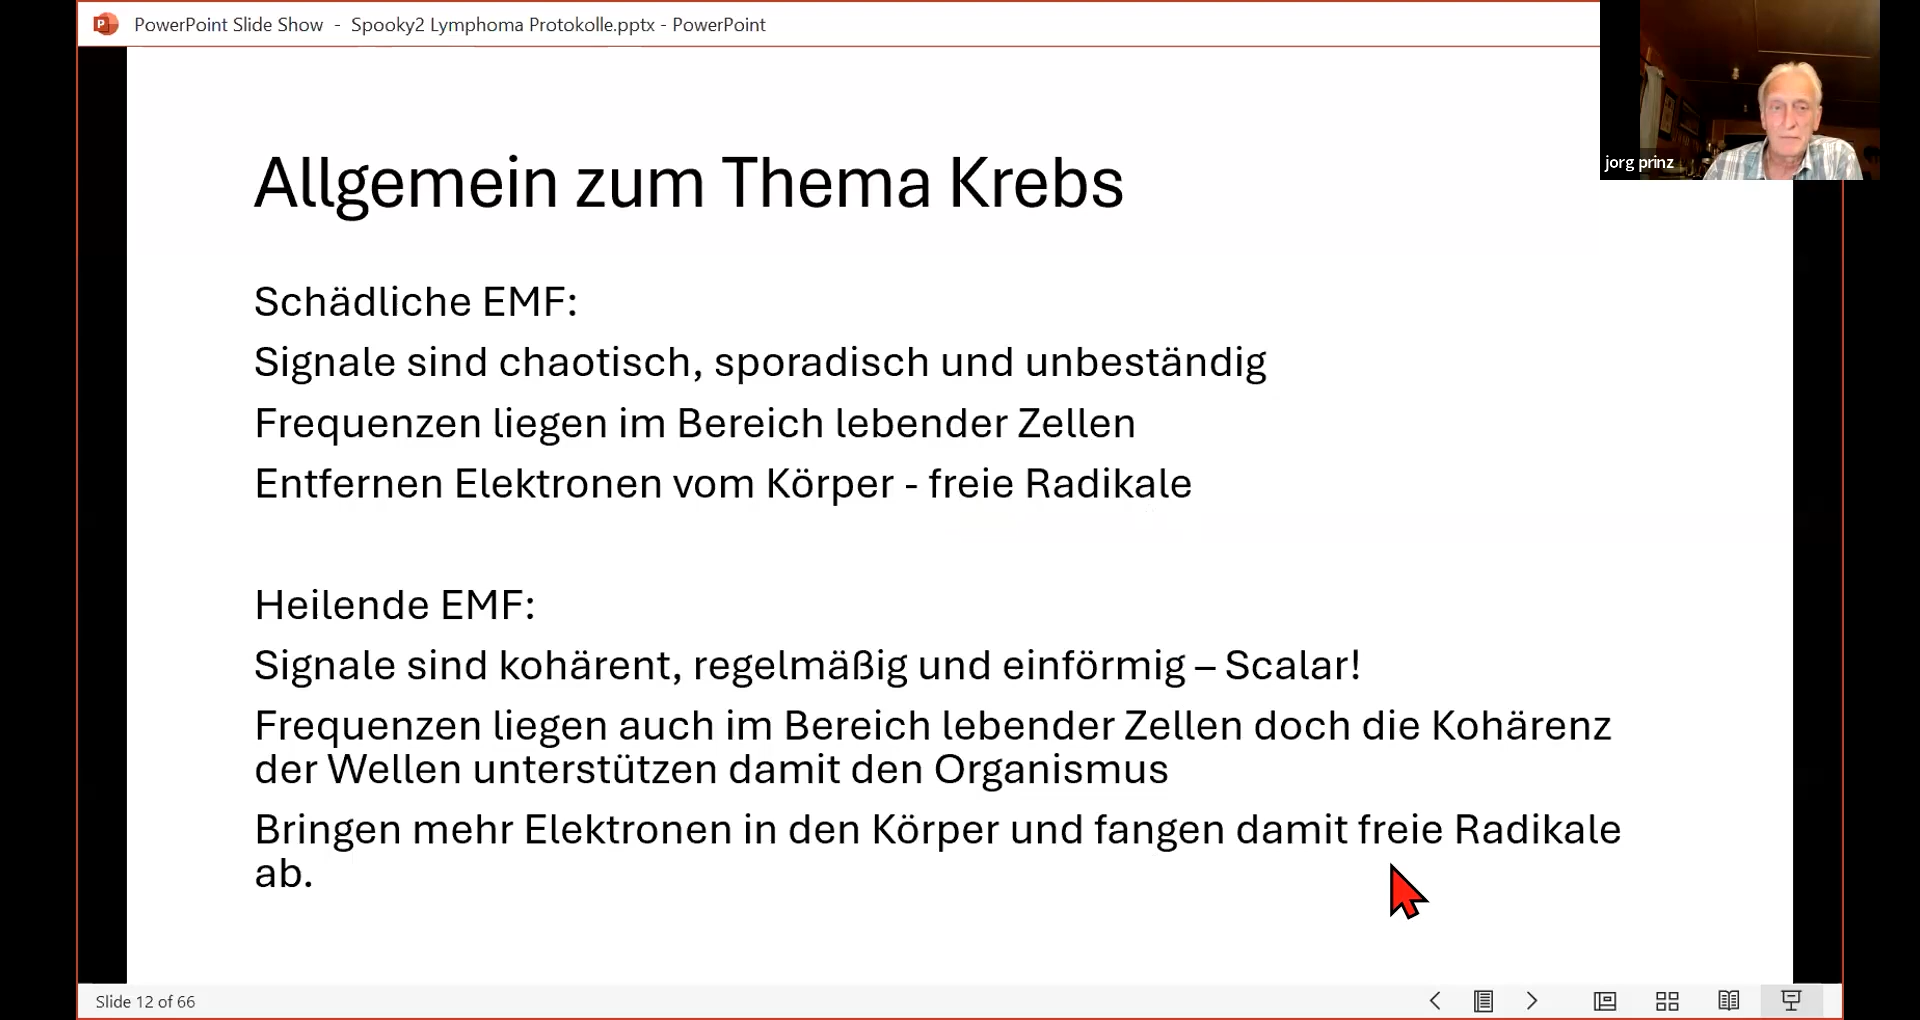 PowerPoint Slide Show - Spooky2 Lymphoma Protokolle.pptx - PowerPoint
jorg prinz
Allgemein zum Thema Krebs
Schädliche EMF:
Signale sind chaotisch, sporadisch und unbeständig
Frequenzen liegen im Bereich lebender Zellen
Entfernen Elektronen vom Körper - freie Radikale
Heilende EMF:
Signale sind kohärent, regelmäßig und einförmig – Scalar!
Frequenzen liegen auch im Bereich lebender Zellen doch die Kohärenz
der Wellen unterstützen damit den Organismus
Bringen mehr Elektronen in den Körper und fangen damit freie Radikale
ab.
Slide 12 of 66